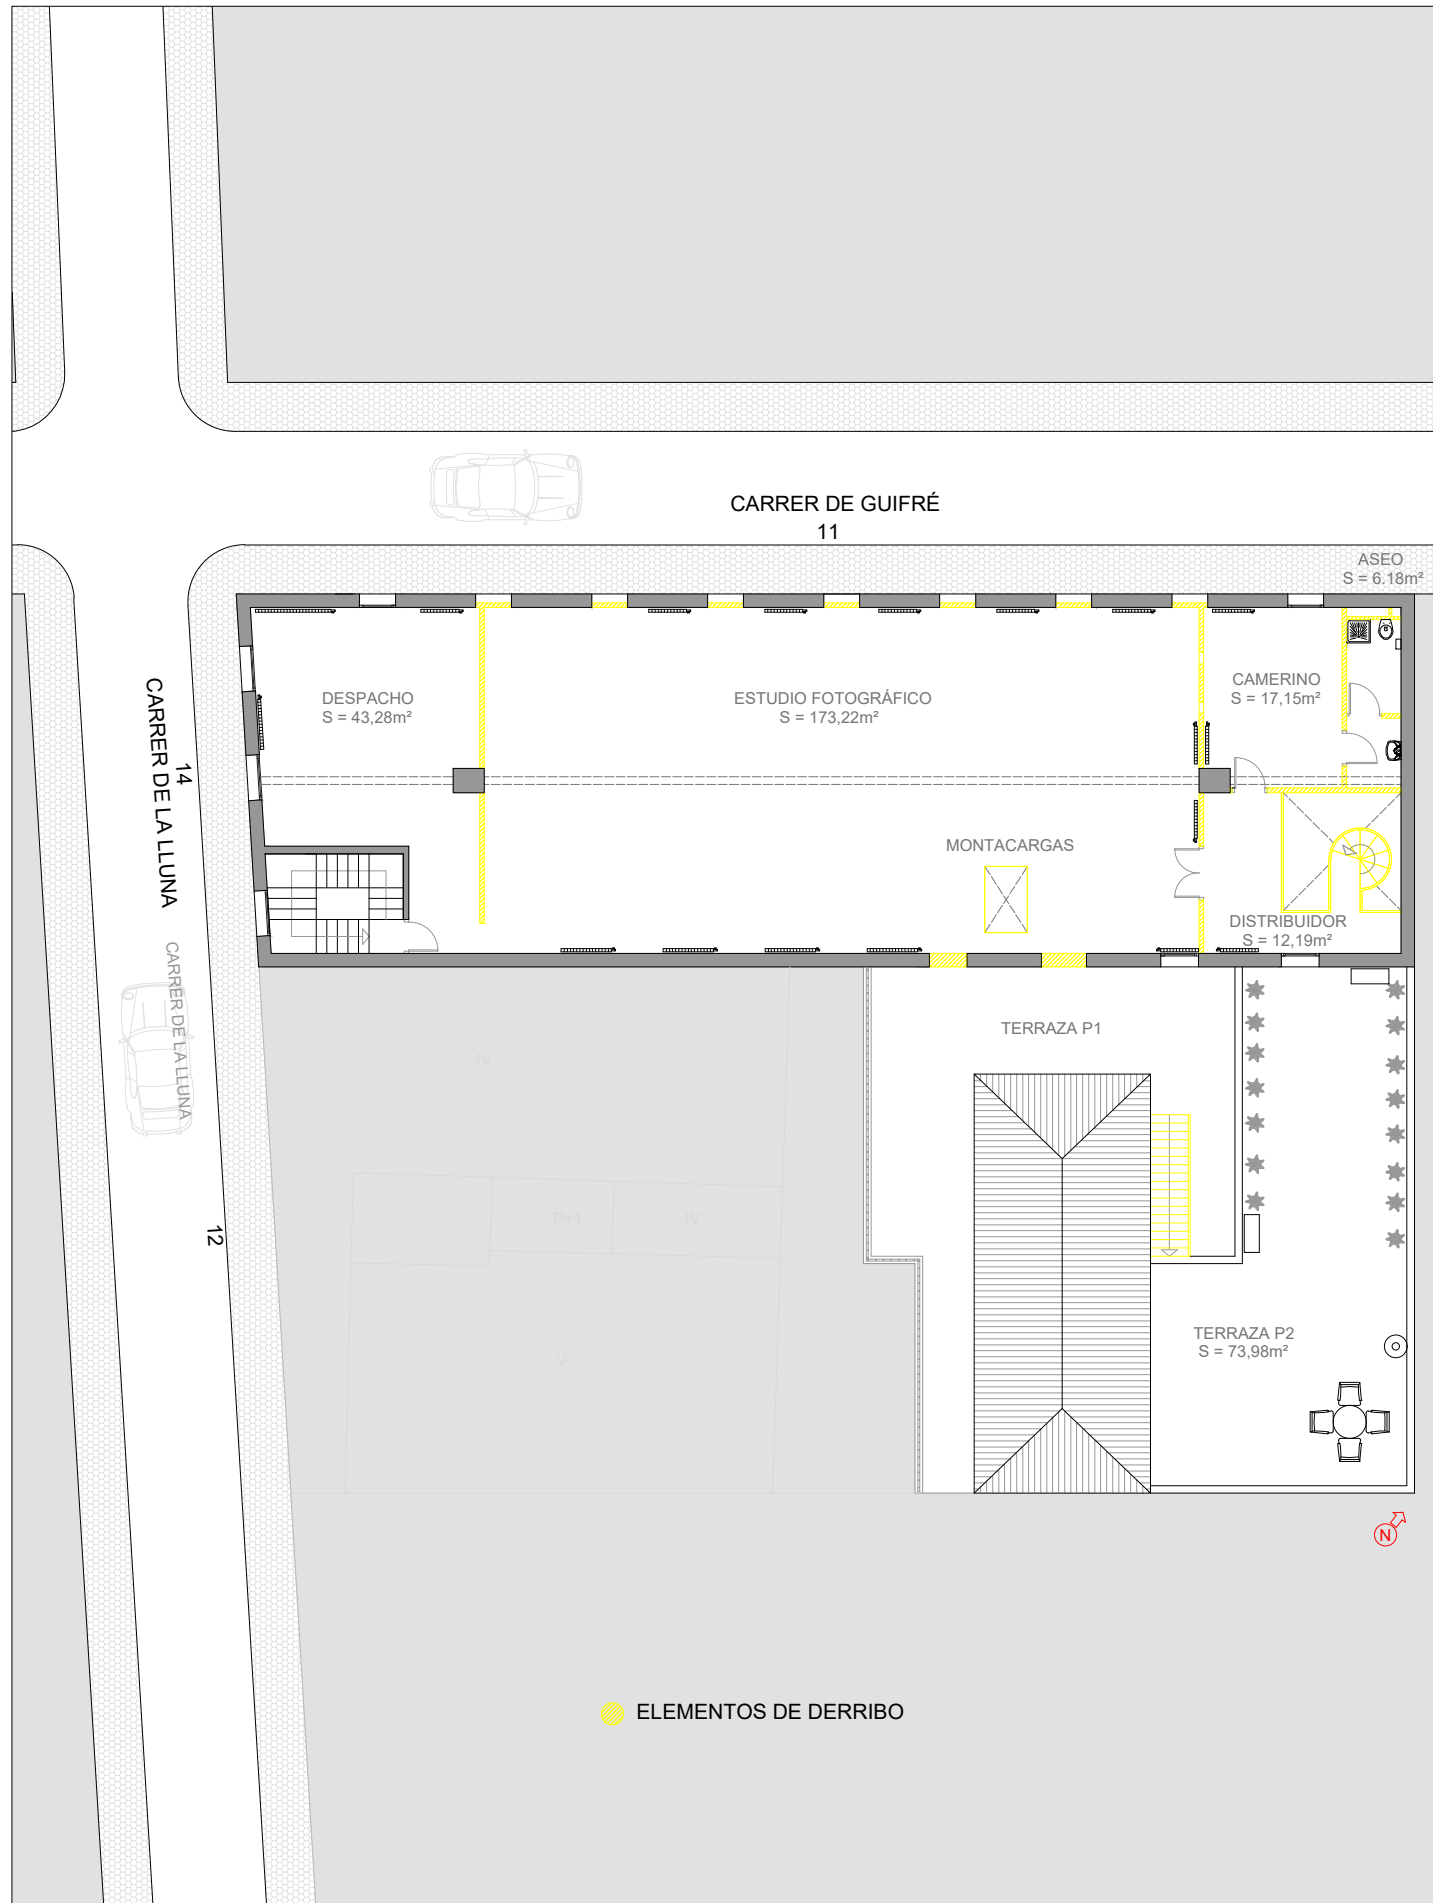 CARRER DE GUIFRÉ
11
ASEO
S = 6.18m²
DESPACHO
S = 43,28m²
ESTUDIO FOTOGRÁFICO
S = 173,22m²
CAMERINO
S = 17,15m²
14
CARRER DE LA LLUNA
MONTACARGAS
DISTRIBUIDOR
S = 12,19m²
CARRER DE LA LLUNA
TERRAZA P1
IV
P+1
IV
12
TERRAZA P2
S = 73,98m²
V
N
ELEMENTOS DE DERRIBO